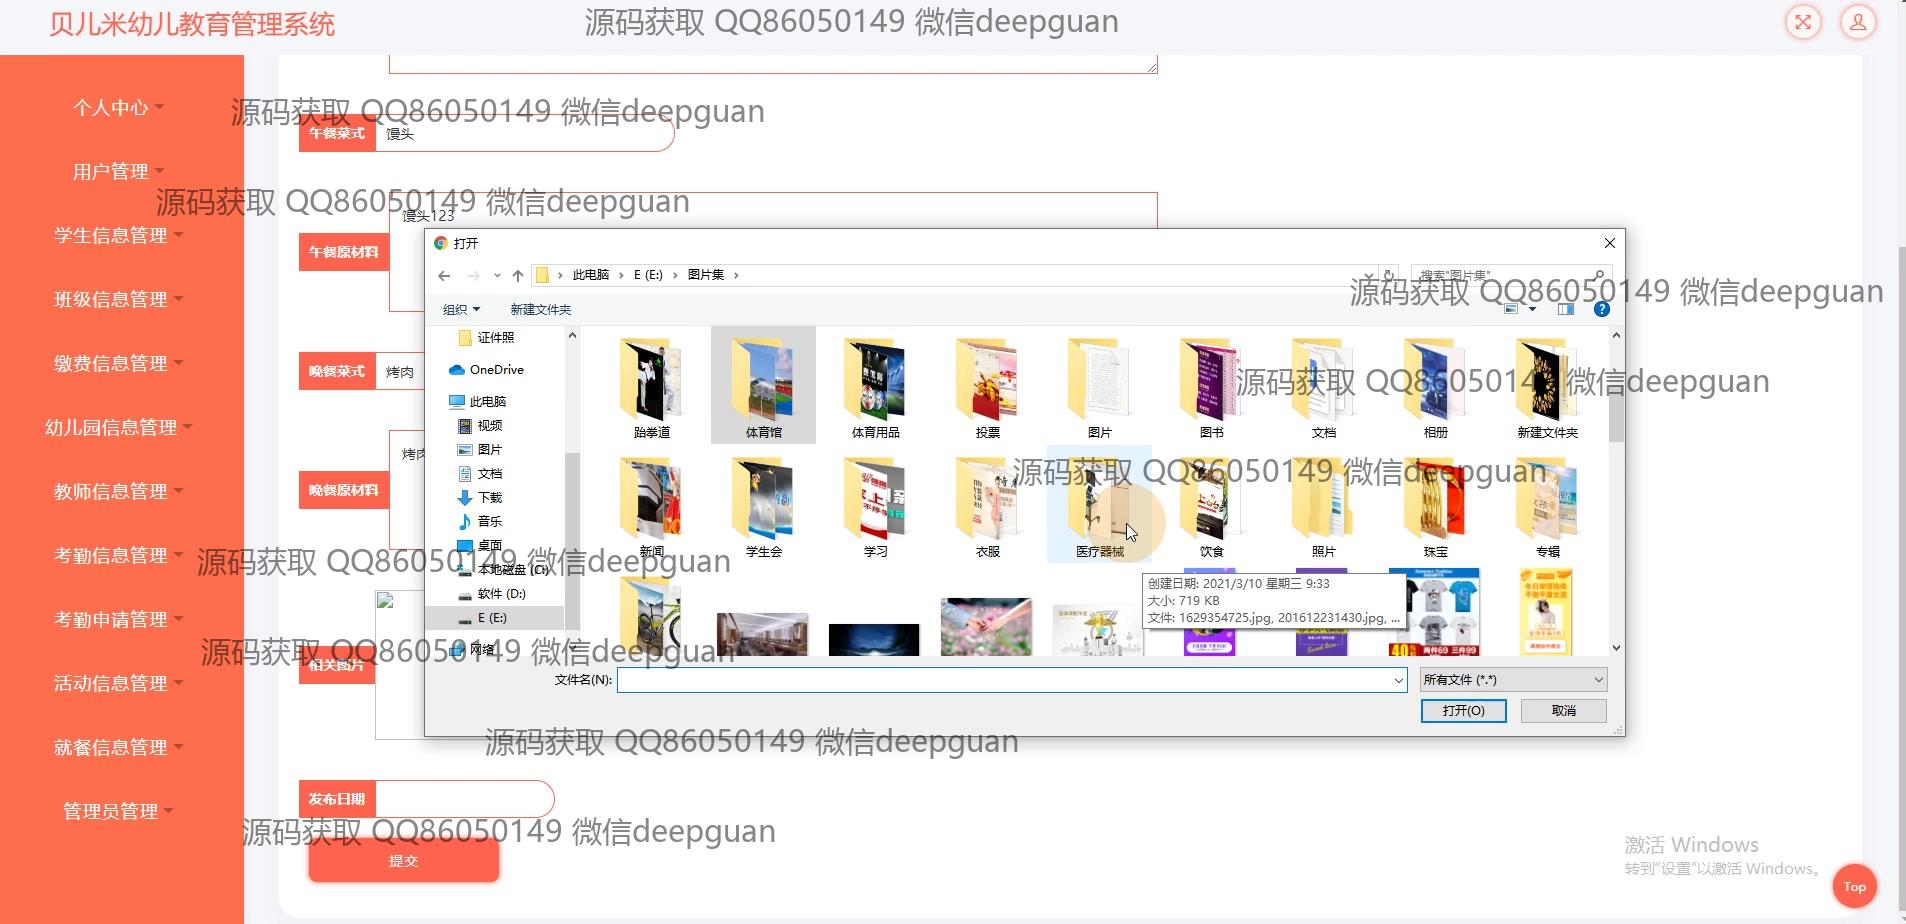 贝儿米幼儿教育管理系统
源码获取 QQ86050149 微信deepguan
个人中心
用户管理
学生信息管理
班级信息管理
缴费信息管理
幼儿园信息管理
教师信息管理
考勤信息管理
考勤申请管理
活动信息管理
就餐信息管理
管理员管理
源码获取 QQ86050149 微信deepguan
午餐菜式
馒头
源码获取 QQ86050149 微信deepguan
馒头123
午餐原材料
晚餐菜式
烤肉
烤肉
晚餐原材料
相关图片
发布日期
提交
打开
此电脑 › E (E:) › 图片集 ›
搜索"图片集"
源码获取 QQ86050149 微信deepguan
组织
新建文件夹
证件照
OneDrive
此电脑
视频
图片
文档
下载
音乐
桌面
本地磁盘 (C:)
软件 (D:)
E (E:)
网络
源码获取 QQ86050149 微信deepguan
跆拳道
体育馆
体育用品
投票
图片
图书
文档
相册
新建文件夹
源码获取 QQ86050149 微信deepguan
新闻
学生会
学习
衣服
医疗器械
饮食
照片
珠宝
专辑
源码获取 QQ86050149 微信deepguan
创建日期: 2021/3/10 星期三 9:33
大小: 719 KB
文件: 1629354725.jpg, 201612231430.jpg, ...
源码获取 QQ86050149 微信deepguan
文件名(N):
所有文件 (*.*)
打开(O)
取消
源码获取 QQ86050149 微信deepguan
源码获取 QQ86050149 微信deepguan
激活 Windows
转到"设置"以激活 Windows。
Top